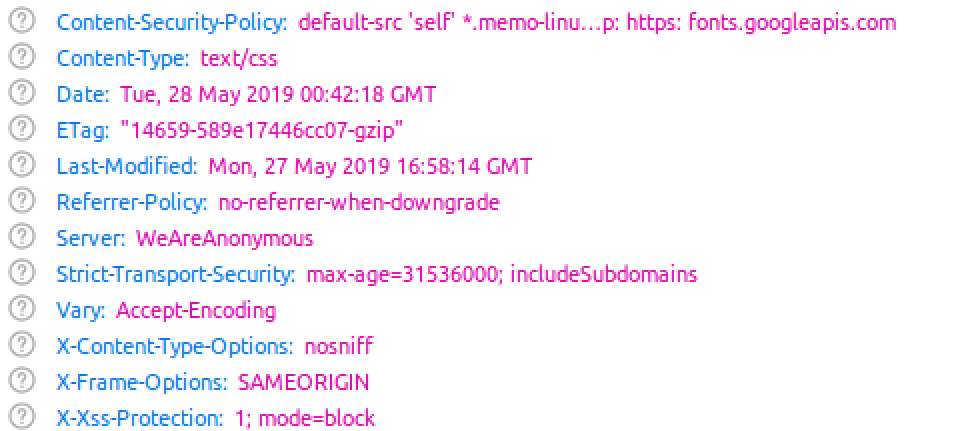 Content-Security-Policy: default-src 'self' *.memo-linu…p: https: fonts.googleapis.com
Content-Type: text/css
Date: Tue, 28 May 2019 00:42:18 GMT
ETag: "14659-589e17446cc07-gzip"
Last-Modified: Mon, 27 May 2019 16:58:14 GMT
Referrer-Policy: no-referrer-when-downgrade
Server: WeAreAnonymous
Strict-Transport-Security: max-age=31536000; includeSubdomains
Vary: Accept-Encoding
X-Content-Type-Options: nosniff
X-Frame-Options: SAMEORIGIN
X-Xss-Protection: 1; mode=block